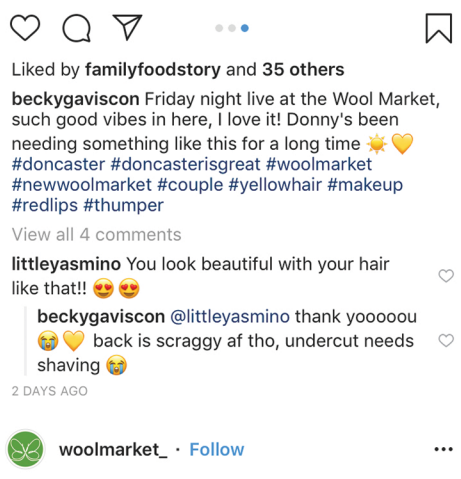 Liked by familyfoodstory and 35 others
beckygaviscon Friday night live at the Wool Market,
such good vibes in here, I love it! Donny's been
needing something like this for a long time ☀️💛
#doncaster #doncasterisgreat #woolmarket
#newwoolmarket #couple #yellowhair #makeup
#redlips #thumper
View all 4 comments
littleyasmino You look beautiful with your hair
like that!! 😍😍
beckygaviscon @littleyasmino thank yooooou
😭💛 back is scraggy af tho, undercut needs
shaving 😭
2 DAYS AGO
woolmarket_ · Follow